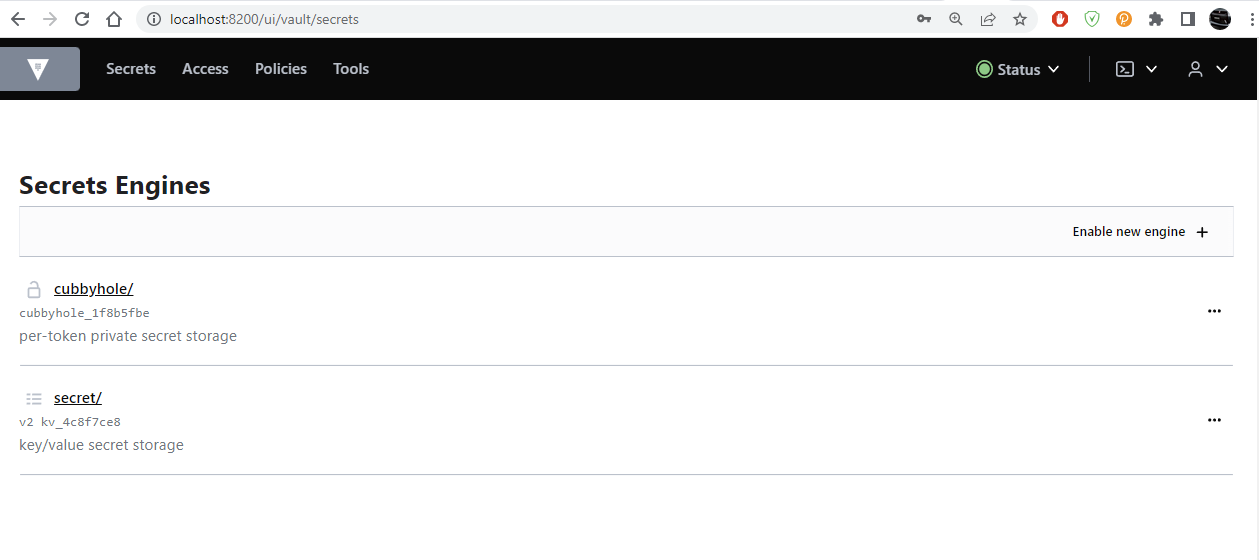 localhost:8200/ui/vault/secrets
Secrets Access Policies Tools Status
Secrets Engines
Enable new engine +
cubbyhole/
cubbyhole_1f8b5fbe
per-token private secret storage
secret/
v2 kv_4c8f7ce8
key/value secret storage